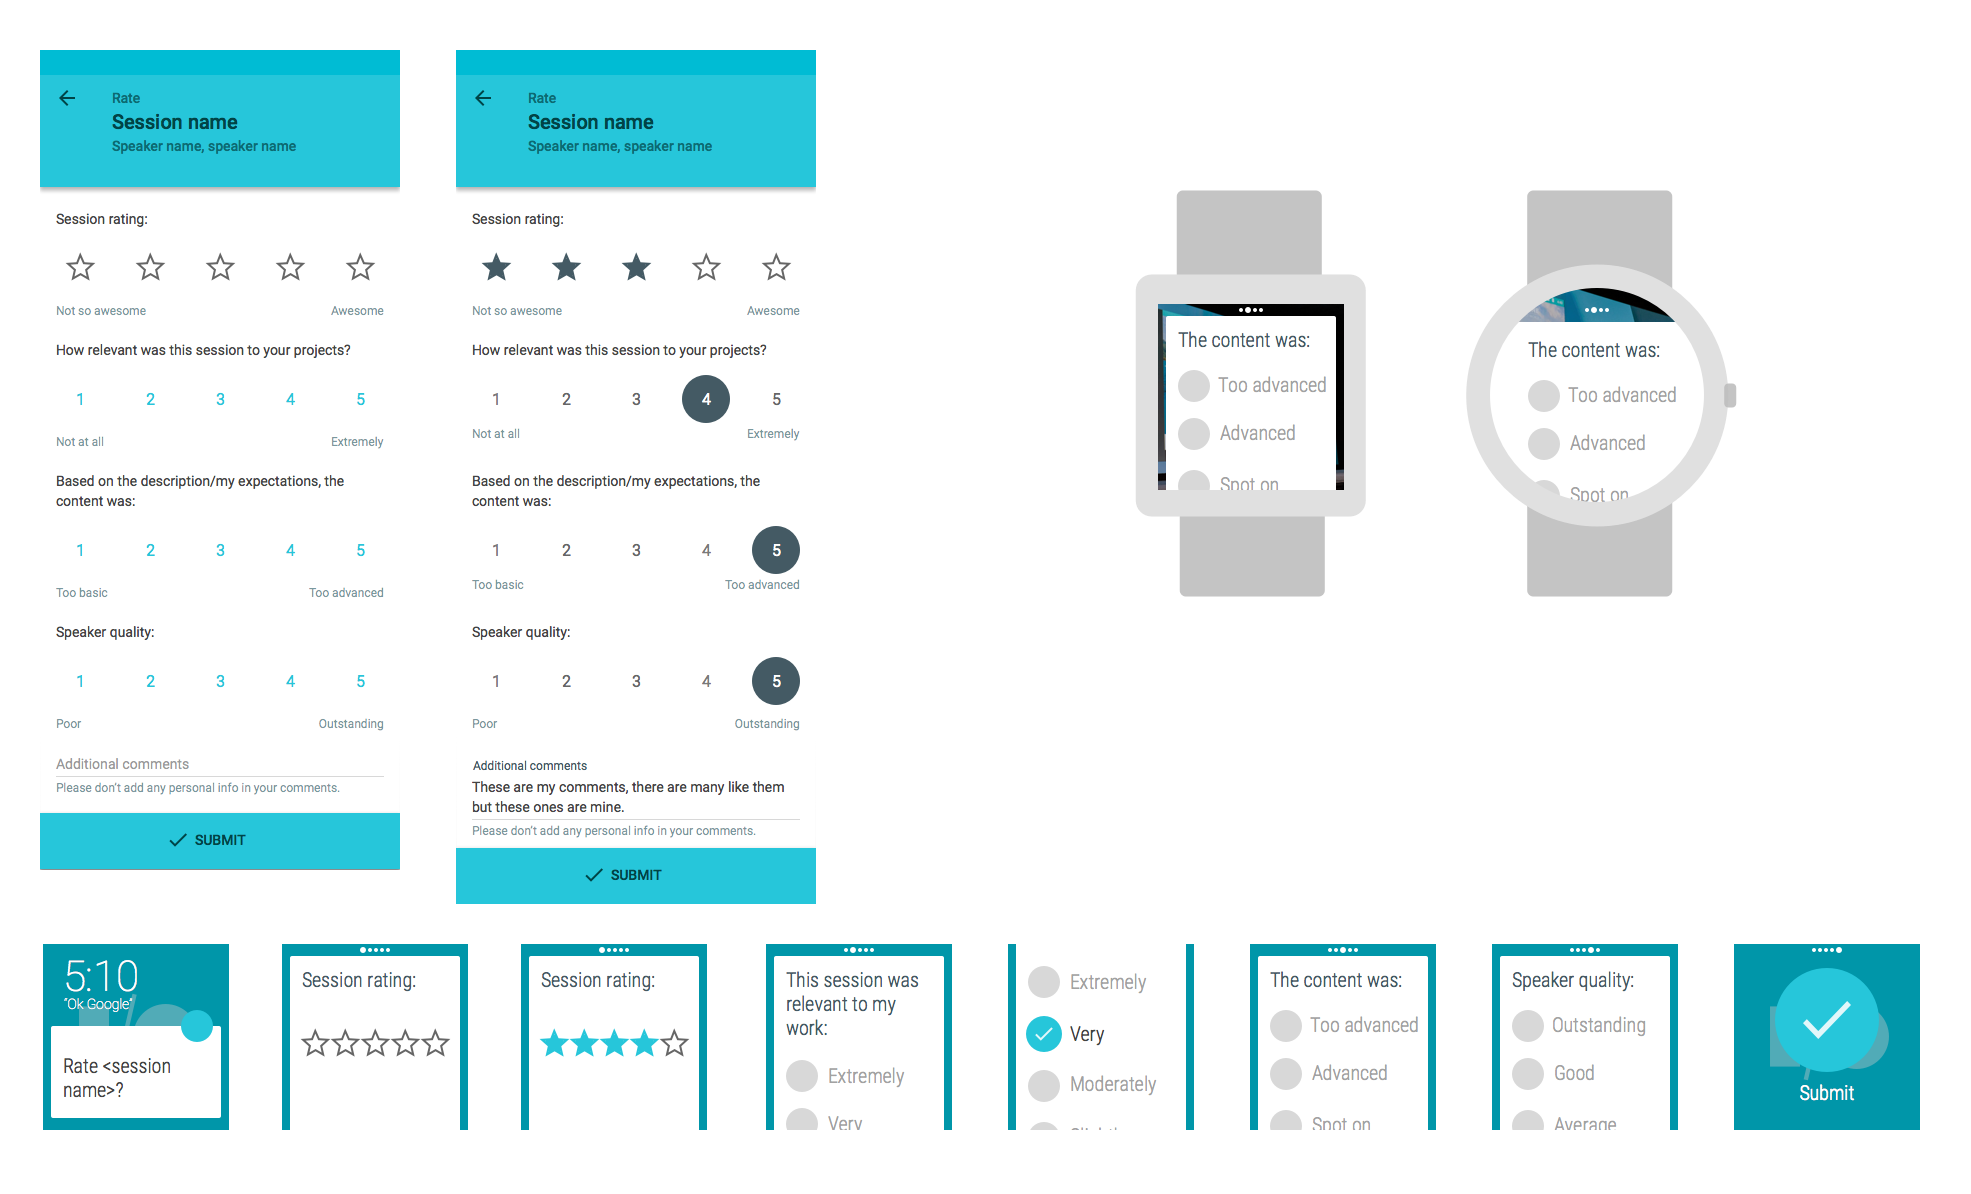 Rate
Session name
Speaker name, speaker name
Session rating:
Not so awesome Awesome
How relevant was this session to your projects?
1 2 3 4 5
Not at all Extremely
Based on the description/my expectations, the
content was:
1 2 3 4 5
Too basic Too advanced
Speaker quality:
1 2 3 4 5
Poor Outstanding
Additional comments
Please don't add any personal info in your comments.
SUBMIT
Rate
Session name
Speaker name, speaker name
Session rating:
Not so awesome Awesome
How relevant was this session to your projects?
1 2 3 4 5
Not at all Extremely
Based on the description/my expectations, the
content was:
1 2 3 4 5
Too basic Too advanced
Speaker quality:
1 2 3 4 5
Poor Outstanding
Additional comments
These are my comments, there are many like them
but these ones are mine.
Please don't add any personal info in your comments.
SUBMIT
The content was:
Too advanced
Advanced
Spot on
The content was:
Too advanced
Advanced
Spot on
5:10
"Ok Google"
Rate <session
name>?
Session rating:
Session rating:
This session was
relevant to my
work:
Extremely
Very
Extremely
Very
Moderately
The content was:
Too advanced
Advanced
Spot on
Speaker quality:
Outstanding
Good
Average
Submit